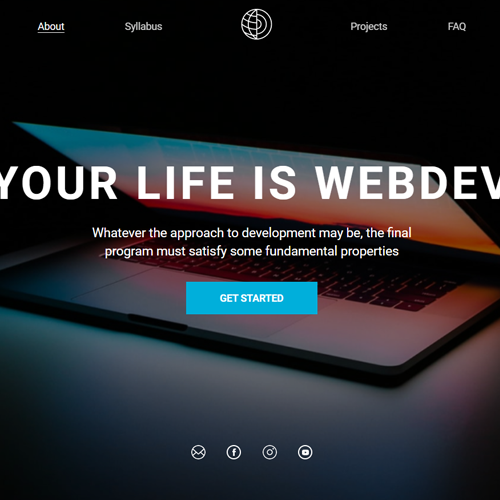 About
Syllabus
Projects
FAQ
YOUR LIFE IS WEBDEV
Whatever the approach to development may be, the final
program must satisfy some fundamental properties
GET STARTED